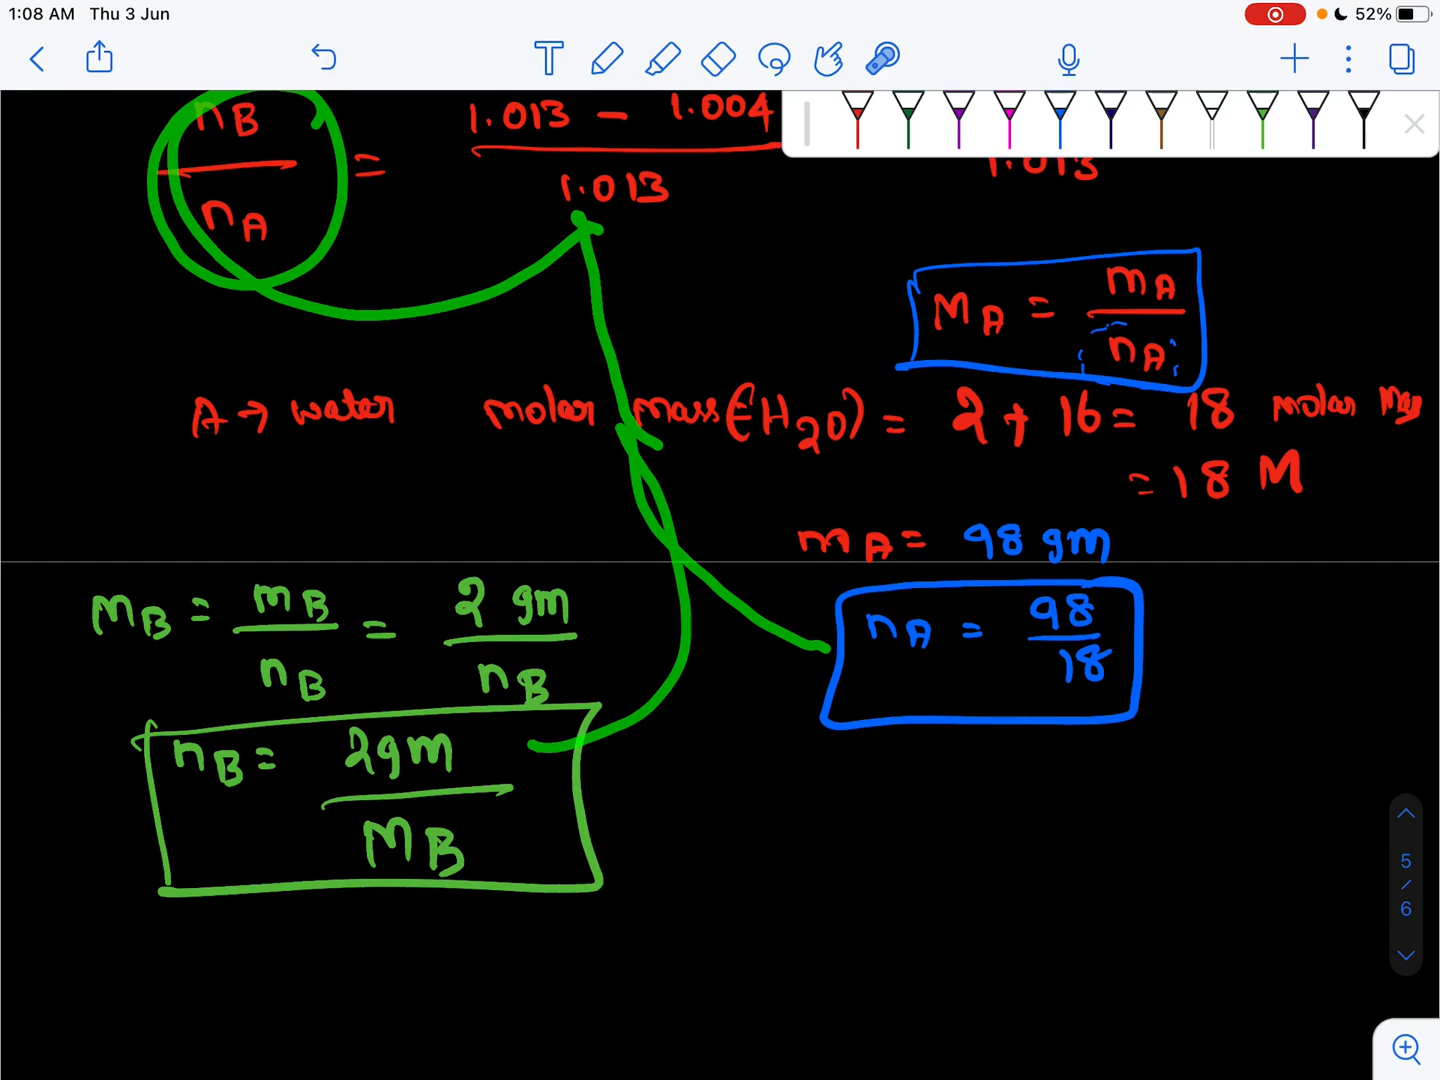 1:08 AM Thu 3 Jun 52%
nB / nA = 1.013 - 1.004 / 1.013
1.013
MA = mA / nA
A → water molar mass (H2O) = 2 + 16 = 18 molar
= 18 M
mA = 98 gm
MB = mB / nB = 2 gm / nB
nA = 98 / 18
nB = 2gm / MB
5
/
6